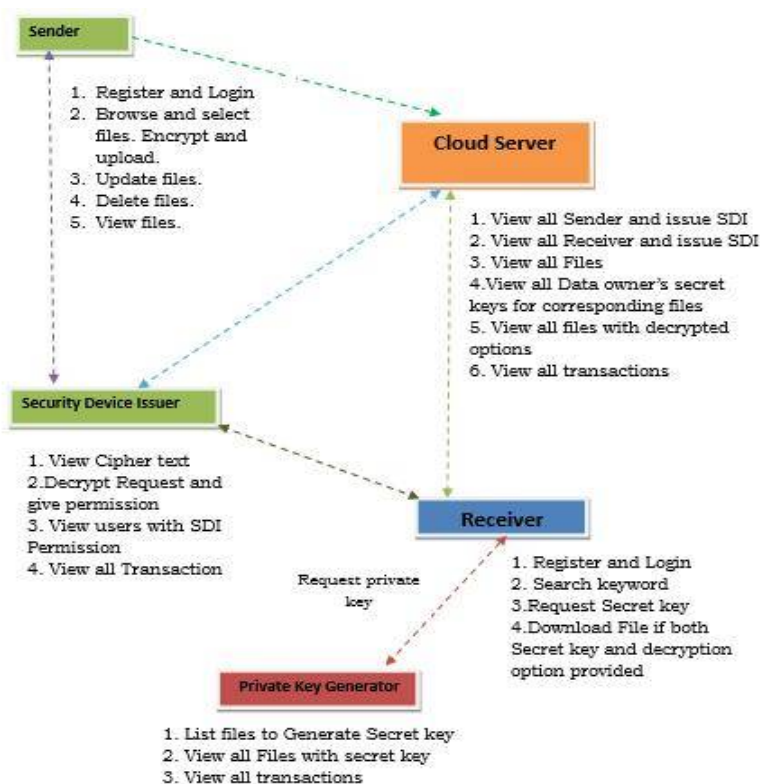 Sender
1. Register and Login
2. Browse and select
files. Encrypt and
upload.
3. Update files.
4. Delete files.
5. View files.
Cloud Server
1. View all Sender and issue SDI
2. View all Receiver and issue SDI
3. View all Files
4.View all Data owner's secret
keys for corresponding files
5. View all files with decrypted
options
6. View all transactions
Security Device Issuer
1. View Cipher text
2.Decrypt Request and
give permission
3. View users with SDI
Permission
4. View all Transaction
Receiver
1. Register and Login
2. Search keyword
3.Request Secret key
4.Download File if both
Secret key and decryption
option provided
Request private
key
Private Key Generator
1. List files to Generate Secret key
2. View all Files with secret key
3. View all transactions